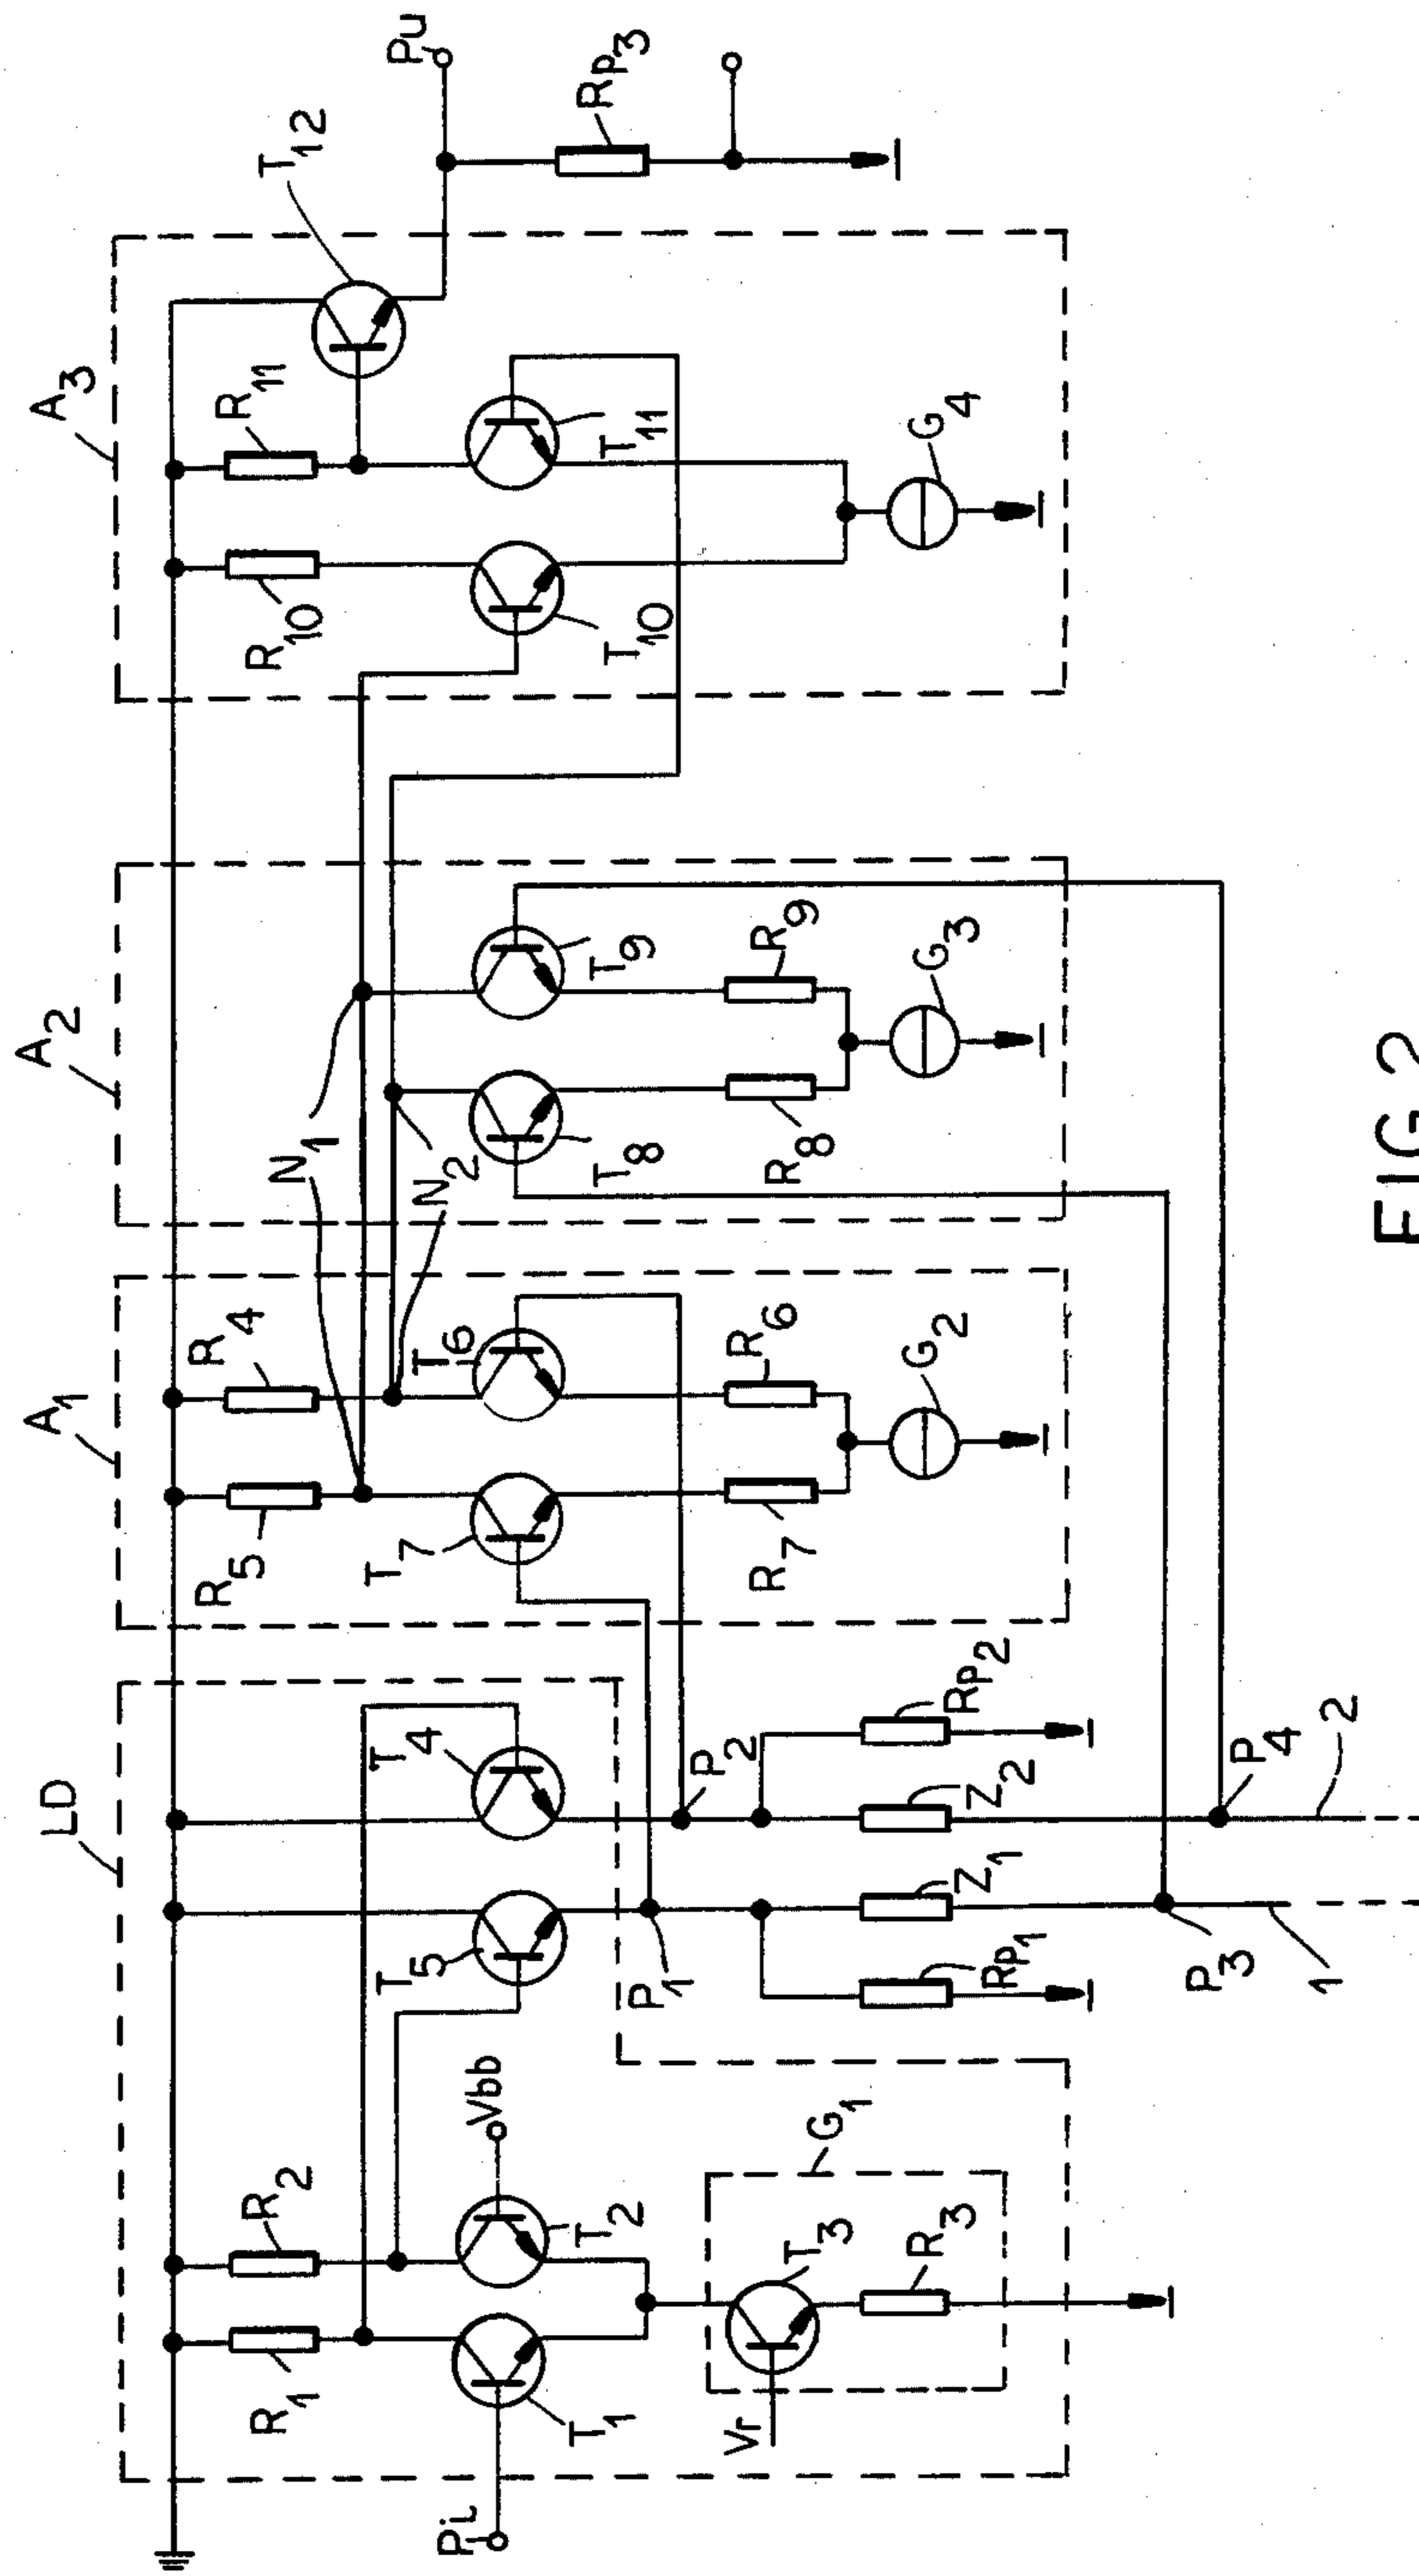 LD
A1
A2
A3
R1
R2
R5
R4
R10
R11
T12
Pu
Rp3
N1
N2
Pi
T1
T2
Vbb
T5
T4
T7
T6
T8
T9
T10
T11
P1
P2
Vr
T3
G1
R3
R7
R6
R8
R9
G2
G3
G4
Rp1
Z1
Z2
Rp2
P3
P4
1
2
FIG.2